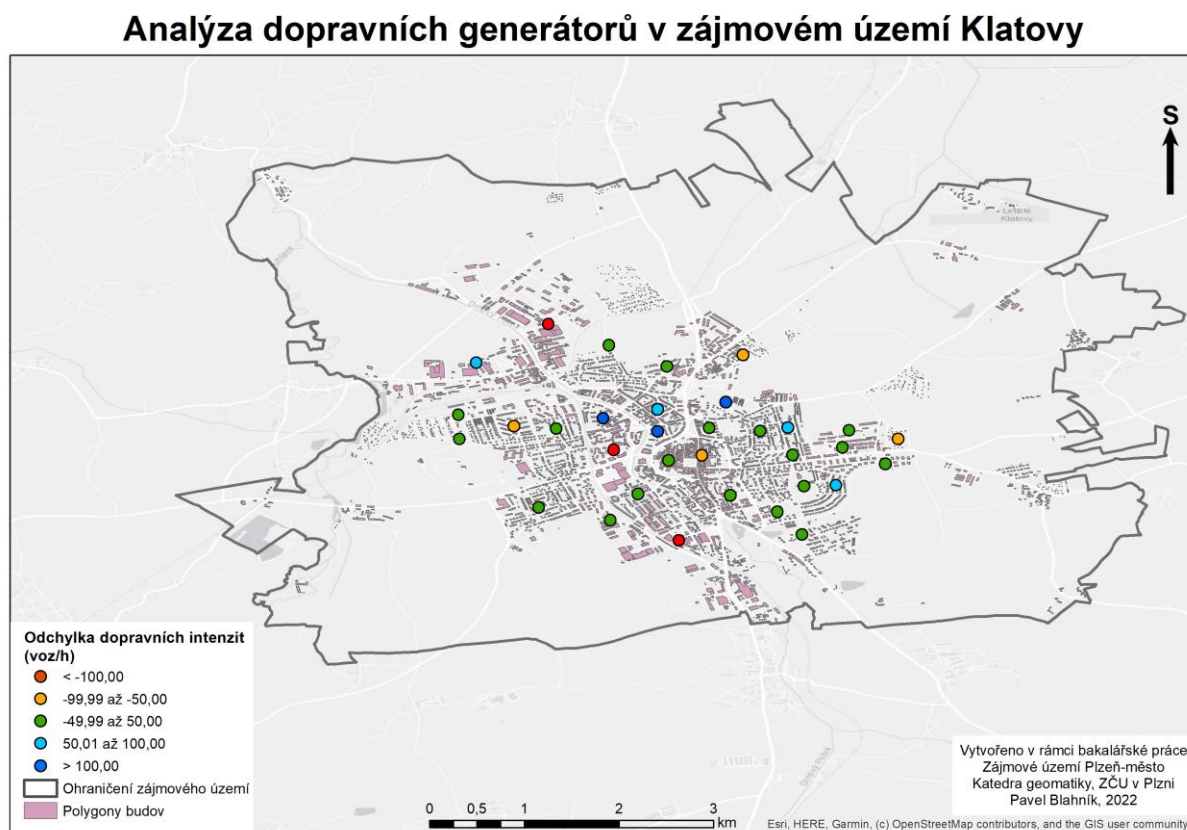 Analýza dopravních generátorů v zájmovém území Klatovy
S
Letiště
Klatovy
Odchylka dopravních intenzit
(voz/h)
< -100,00
-99,99 až -50,00
-49,99 až 50,00
50,01 až 100,00
> 100,00
Ohraničení zájmového území
Polygony budov
0 0,5 1 2 3
km
Vytvořeno v rámci bakalářské práce
Zájmové území Plzeň-město
Katedra geomatiky, ZČU v Plzni
Pavel Blahník, 2022
Esri, HERE, Garmin, (c) OpenStreetMap contributors, and the GIS user community